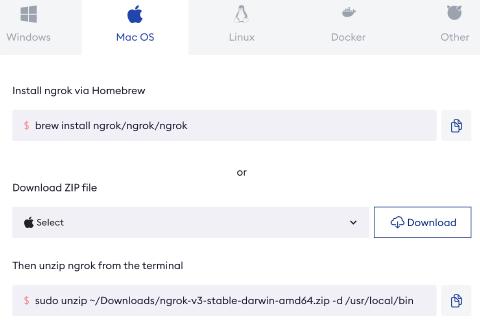 Windows Mac OS Linux Docker Other
Install ngrok via Homebrew
$ brew install ngrok/ngrok/ngrok
or
Download ZIP file
Select Download
Then unzip ngrok from the terminal
$ sudo unzip ~/Downloads/ngrok-v3-stable-darwin-amd64.zip -d /usr/local/bin